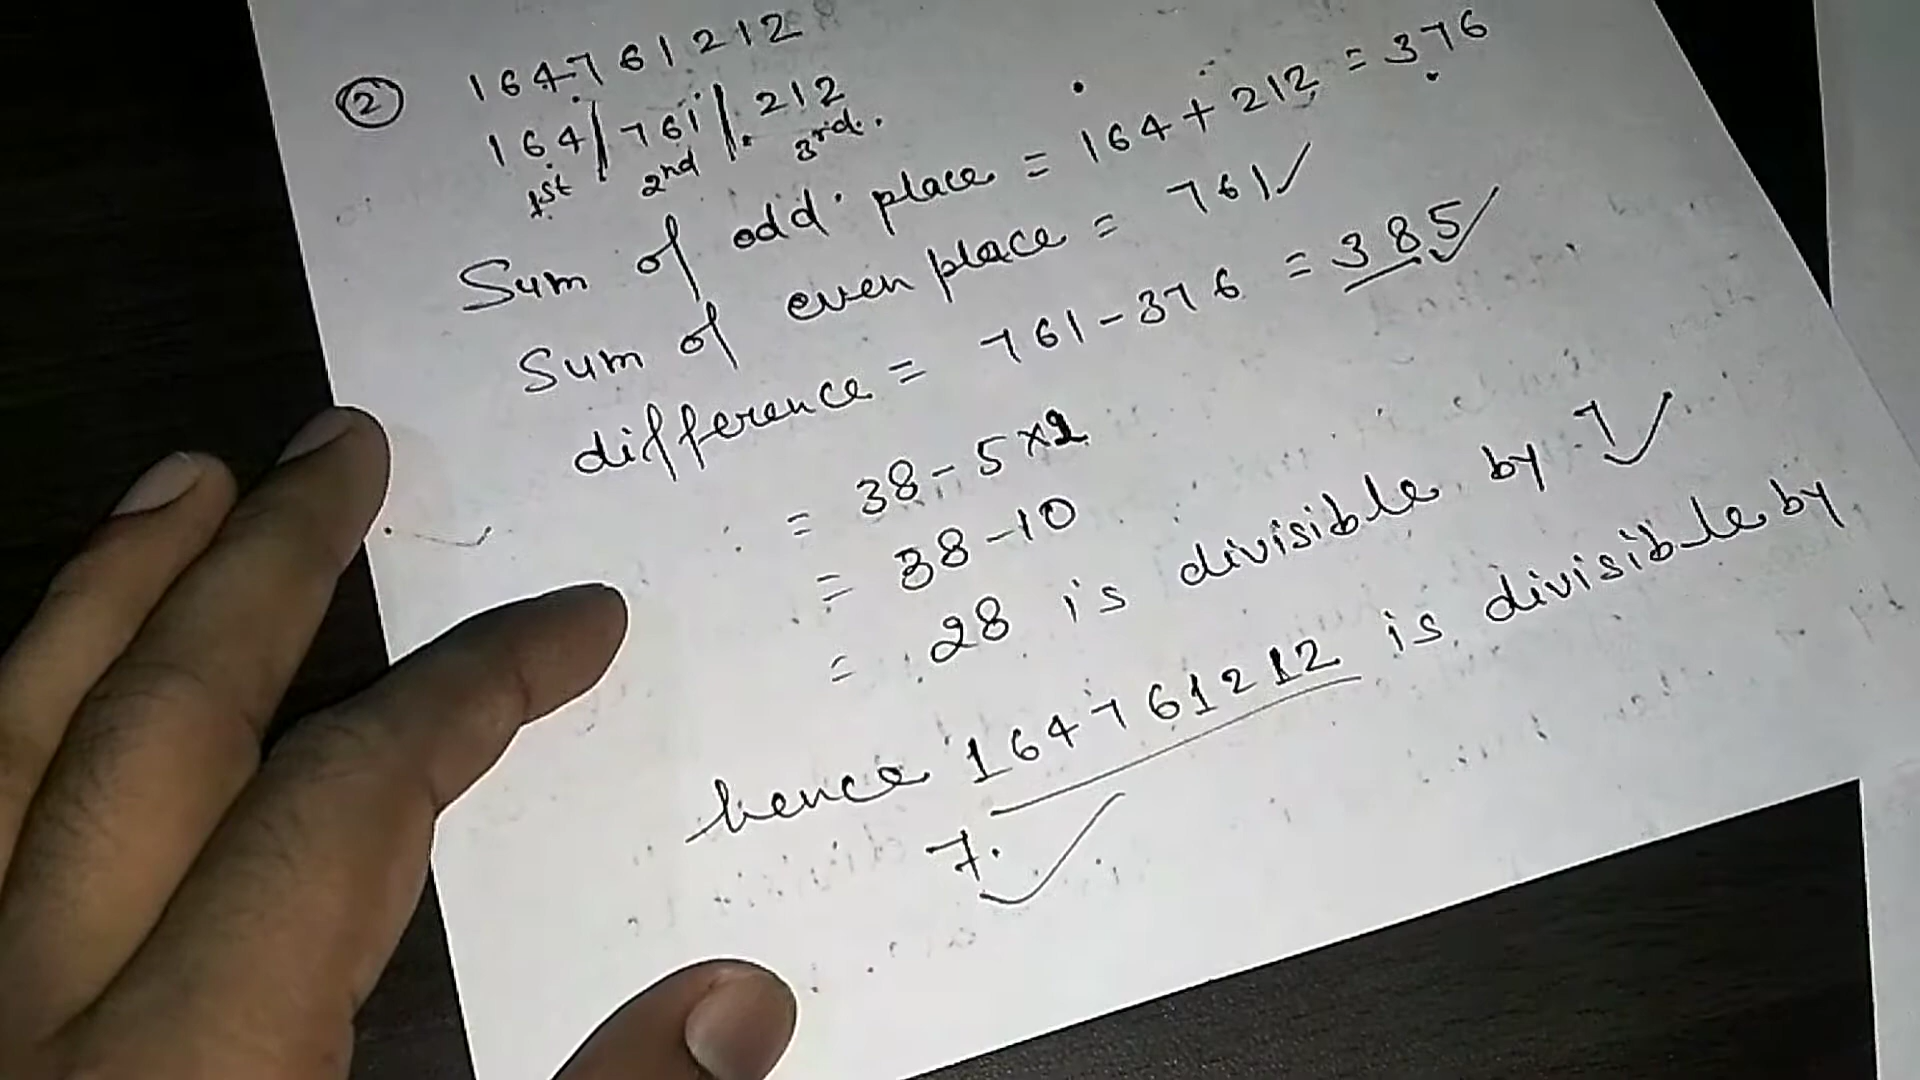 ② 164761212
164 | 761 | 212
1st 2nd 3rd.
Sum of odd place = 164 + 212 = 376
Sum of even place = 761 ✓
difference = 761 - 376 = 385 ✓
= 38 - 5 × 2
= 38 - 10
= 28 is divisible by 7 ✓
hence 164761212 is divisible by
7. ✓